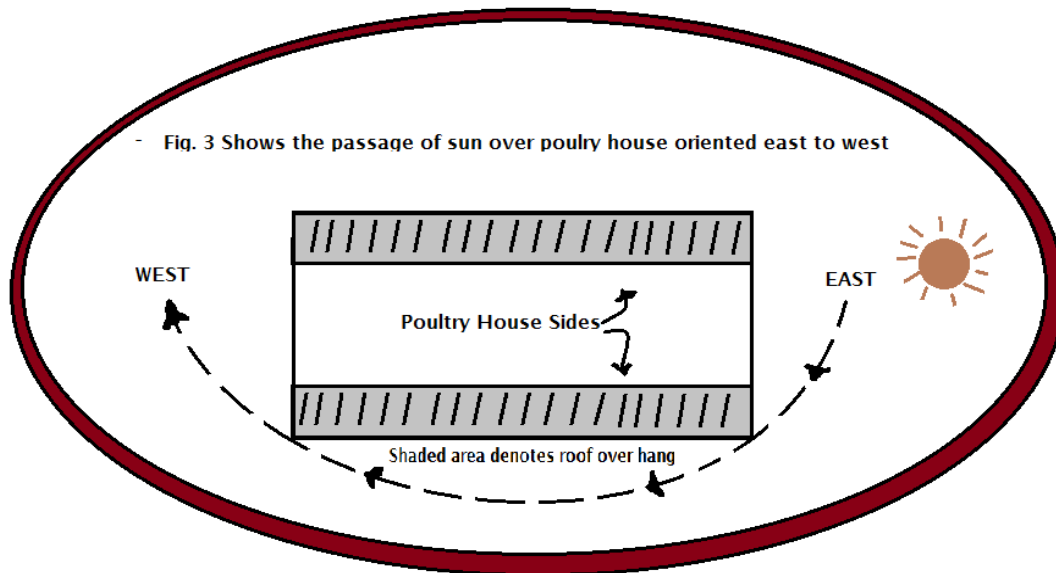 - Fig. 3 Shows the passage of sun over poulry house oriented east to west
WEST
EAST
Poultry House Sides
Shaded area denotes roof over hang